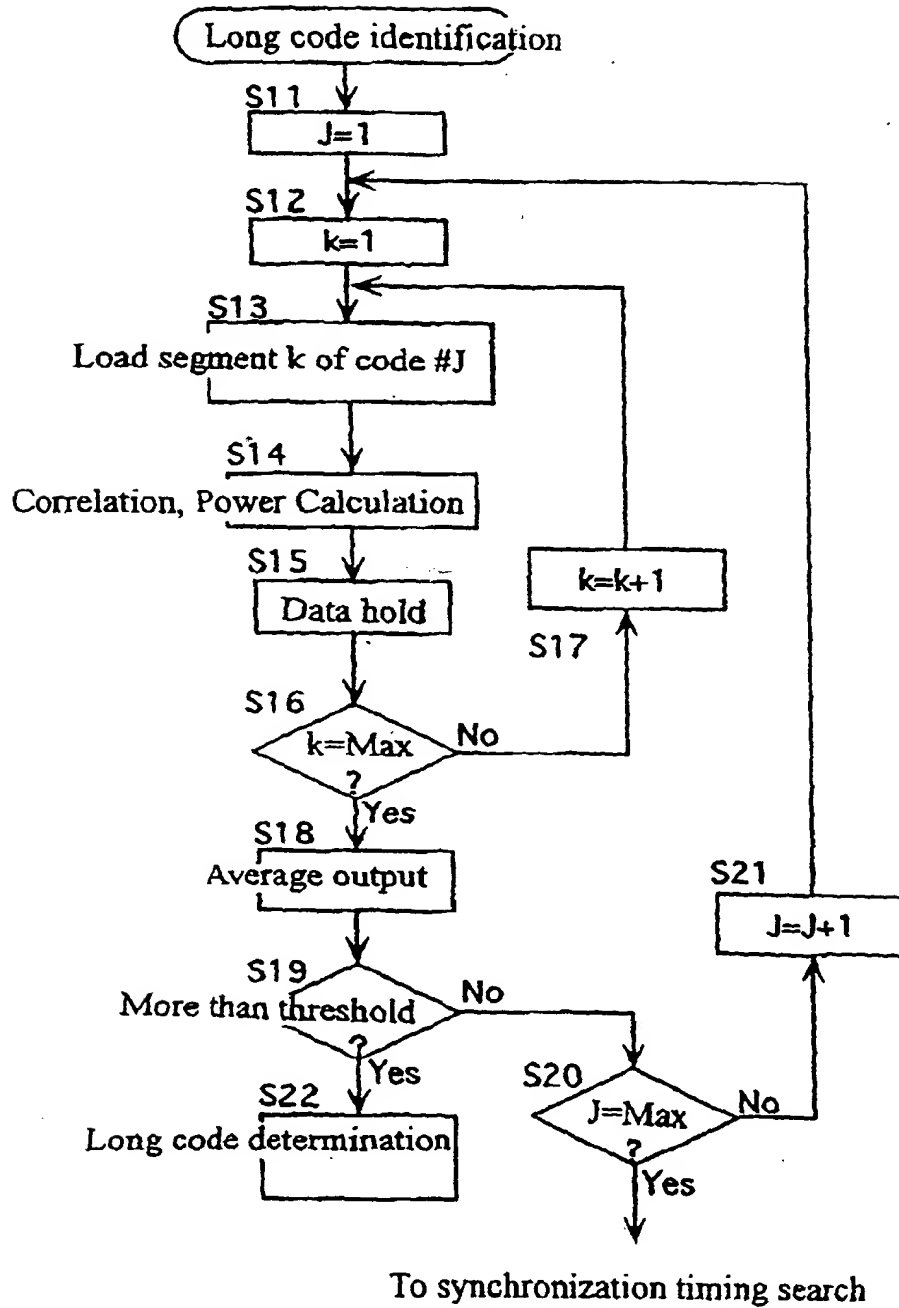 Long code identification
S11
J=1
S12
k=1
S13
Load segment k of code #J
S14
Correlation, Power Calculation
S15
Data hold
k=k+1
S17
S16
k=Max
?
No
Yes
S18
Average output
S21
J=J+1
S19
More than threshold
?
No
Yes
S20
J=Max
?
No
Yes
S22
Long code determination
To synchronization timing search